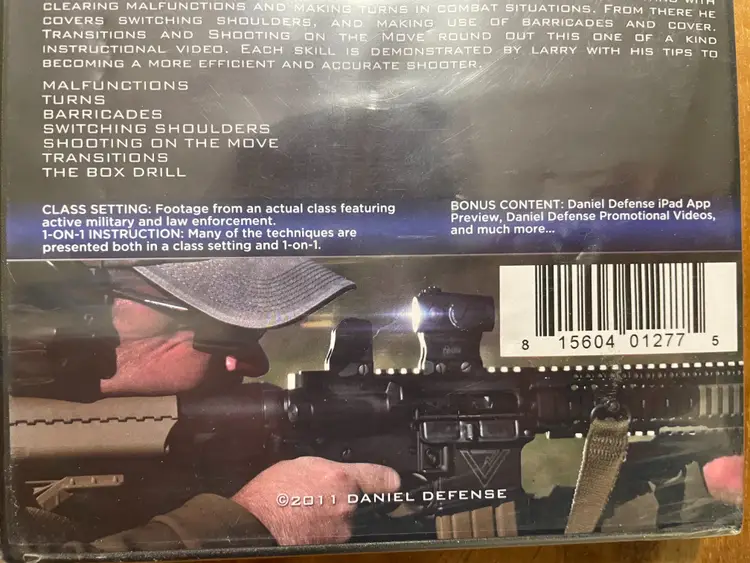 CLEARING MALFUNCTIONS AND MAKING TURNS IN COMBAT SITUATIONS. FROM THERE HE
COVERS SWITCHING SHOULDERS, AND MAKING USE OF BARRICADES AND COVER.
TRANSITIONS AND SHOOTING ON THE MOVE ROUND OUT THIS ONE OF A KIND
INSTRUCTIONAL VIDEO. EACH SKILL IS DEMONSTRATED BY LARRY WITH HIS TIPS TO
BECOMING A MORE EFFICIENT AND ACCURATE SHOOTER.
MALFUNCTIONS
TURNS
BARRICADES
SWITCHING SHOULDERS
SHOOTING ON THE MOVE
TRANSITIONS
THE BOX DRILL
CLASS SETTING: Footage from an actual class featuring
active military and law enforcement.
1-ON-1 INSTRUCTION: Many of the techniques are
presented both in a class setting and 1-on-1.
BONUS CONTENT: Daniel Defense iPad App
Preview, Daniel Defense Promotional Videos,
and much more...
8 15604 01277 5
©2011 DANIEL DEFENSE